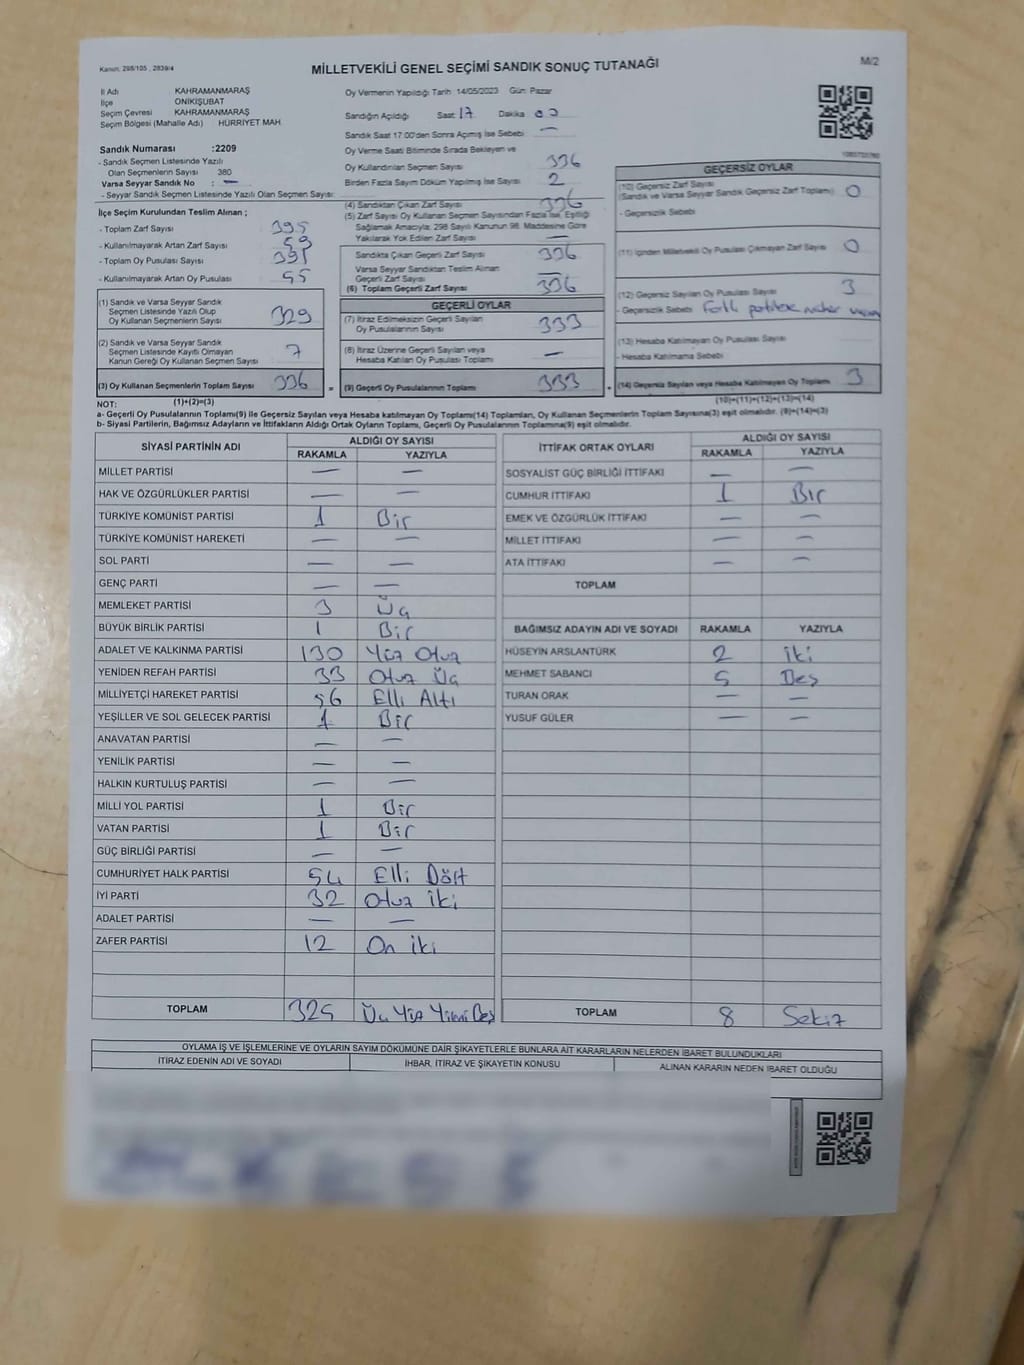 Kanun: 298/105 , 2839/4
M/2
MİLLETVEKİLİ GENEL SEÇİMİ SANDIK SONUÇ TUTANAĞI
İl Adı KAHRAMANMARAŞ
İlçe ONİKİŞUBAT
Seçim Çevresi KAHRAMANMARAŞ
Seçim Bölgesi (Mahalle Adı) HÜRRİYET MAH.
Sandık Numarası :2209
- Sandık Seçmen Listesinde Yazılı
Olan Seçmenlerin Sayısı 380
Varsa Seyyar Sandık No : —
- Seyyar Sandık Seçmen Listesinde Yazılı Olan Seçmen Sayısı:
İlçe Seçim Kurulundan Teslim Alınan ;
- Toplam Zarf Sayısı 395
- Kullanılmayarak Artan Zarf Sayısı 59
- Toplam Oy Pusulası Sayısı 391
- Kullanılmayarak Artan Oy Pusulası 55
(1) Sandık ve Varsa Seyyar Sandık
Seçmen Listesinde Yazılı Olup
Oy Kullanan Seçmenlerin Sayısı 329
(2) Sandık ve Varsa Seyyar Sandık
Seçmen Listesinde Kayıtlı Olmayan
Kanun Gereği Oy Kullanan Seçmen Sayısı 7
(3) Oy Kullanan Seçmenlerin Toplam Sayısı 336
Oy Vermenin Yapıldığı Tarih 14/05/2023 Gün: Pazar
Sandığın Açıldığı Saat 17 Dakika 00
Sandık Saat 17:00'den Sonra Açılmış İse Sebebi —
Oy Verme Saati Bitiminde Sırada Bekleyen ve
Oy Kullandırılan Seçmen Sayısı 336
Birden Fazla Sayım Döküm Yapılmış İse Sayısı 2
(4) Sandıktan Çıkan Zarf Sayısı 336
(5) Zarf Sayısı Oy Kullanan Seçmen Sayısından Fazla İse, Eşitliği
Sağlamak Amacıyla; 298 Sayılı Kanunun 98. Maddesine Göre
Yakılarak Yok Edilen Zarf Sayısı —
Sandıkta Çıkan Geçerli Zarf Sayısı 336
Varsa Seyyar Sandıktan Teslim Alınan
Geçerli Zarf Sayısı —
(6) Toplam Geçerli Zarf Sayısı 336
GEÇERLİ OYLAR
(7) İtiraz Edilmeksizin Geçerli Sayılan
Oy Pusulalarının Sayısı 333
(8) İtiraz Üzerine Geçerli Sayılan veya
Hesaba Katılan Oy Pusulası Toplamı —
= (9) Geçerli Oy Pusulalarının Toplamı 333
GEÇERSİZ OYLAR
(10) Geçersiz Zarf Sayısı
(Sandık ve Varsa Seyyar Sandık Geçersiz Zarf Toplamı) 0
- Geçersizlik Sebebi
(11) İçinden Milletvekili Oy Pusulası Çıkmayan Zarf Sayısı 0
(12) Geçersiz Sayılan Oy Pusulası Sayısı 3
- Geçersizlik Sebebi
(13) Hesaba Katılmayan Oy Pusulası Sayısı
- Hesaba Katılmama Sebebi
+ (14) Geçersiz Sayılan veya Hesaba Katılmayan Oy Toplamı 3
NOT: (1)+(2)=(3) (10)+(11)+(12)+(13)=(14)
a- Geçerli Oy Pusulalarının Toplamı(9) ile Geçersiz Sayılan veya Hesaba katılmayan Oy Toplamı(14) Toplamları, Oy Kullanan Seçmenlerin Toplam Sayısına(3) eşit olmalıdır. (9)+(14)=(3)
b- Siyasi Partilerin, Bağımsız Adayların ve İttifakların Aldığı Ortak Oyların Toplamı, Geçerli Oy Pusulalarının Toplamına(9) eşit olmalıdır.
SİYASİ PARTİNİN ADI ALDIĞI OY SAYISI
RAKAMLA YAZIYLA
MİLLET PARTİSİ — —
HAK VE ÖZGÜRLÜKLER PARTİSİ — —
TÜRKİYE KOMÜNİST PARTİSİ 1 Bir
TÜRKİYE KOMÜNİST HAREKETİ — —
SOL PARTİ — —
GENÇ PARTİ — —
MEMLEKET PARTİSİ 3 Üç
BÜYÜK BİRLİK PARTİSİ 1 Bir
ADALET VE KALKINMA PARTİSİ 130 Yüz Otuz
YENİDEN REFAH PARTİSİ 33 Otuz Üç
MİLLİYETÇİ HAREKET PARTİSİ 56 Elli Altı
YEŞİLLER VE SOL GELECEK PARTİSİ 1 Bir
ANAVATAN PARTİSİ — —
YENİLİK PARTİSİ — —
HALKIN KURTULUŞ PARTİSİ — —
MİLLİ YOL PARTİSİ 1 Bir
VATAN PARTİSİ 1 Bir
GÜÇ BİRLİĞİ PARTİSİ — —
CUMHURİYET HALK PARTİSİ 54 Elli Dört
İYİ PARTİ 32 Otuz İki
ADALET PARTİSİ — —
ZAFER PARTİSİ 12 On iki
TOPLAM 325 Üç Yüz Yirmi Beş
İTTİFAK ORTAK OYLARI ALDIĞI OY SAYISI
RAKAMLA YAZIYLA
SOSYALİST GÜÇ BİRLİĞİ İTTİFAKI — —
CUMHUR İTTİFAKI 1 Bir
EMEK VE ÖZGÜRLÜK İTTİFAKI — —
MİLLET İTTİFAKI — —
ATA İTTİFAKI — —
TOPLAM
BAĞIMSIZ ADAYIN ADI VE SOYADI RAKAMLA YAZIYLA
HÜSEYİN ARSLANTÜRK 2 iki
MEHMET SABANCI 5 Beş
TURAN ORAK — —
YUSUF GÜLER — —
TOPLAM 8 Sekiz
OYLAMA İŞ VE İŞLEMLERİNE VE OYLARIN SAYIM DÖKÜMÜNE DAİR ŞİKAYETLERLE BUNLARA AİT KARARLARIN NELERDEN İBARET BULUNDUKLARI
İTİRAZ EDENİN ADI VE SOYADI İHBAR, İTİRAZ VE ŞİKAYETİN KONUSU ALINAN KARARIN NEDEN İBARET OLDUĞU